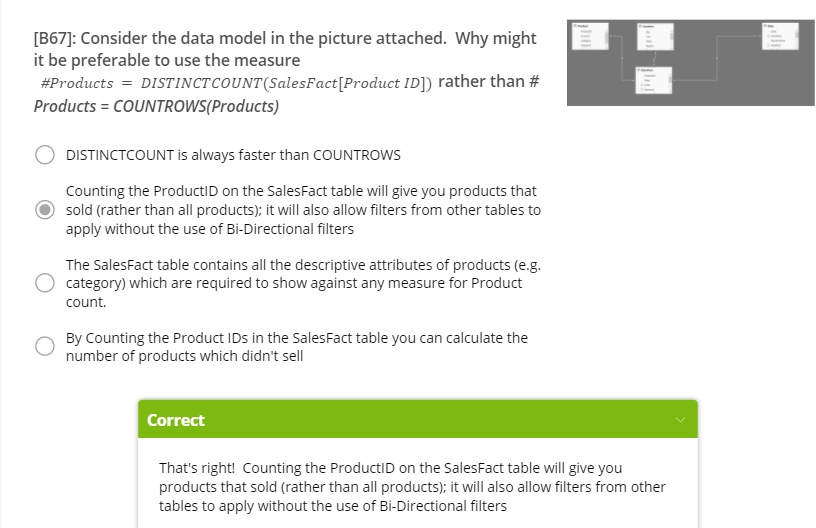 [B67]: Consider the data model in the picture attached.  Why might
it be preferable to use the measure
#Products = DISTINCTCOUNT(SalesFact[Product ID]) rather than #
Products = COUNTROWS(Products)
DISTINCTCOUNT is always faster than COUNTROWS
Counting the ProductID on the SalesFact table will give you products that
sold (rather than all products); it will also allow filters from other tables to
apply without the use of Bi-Directional filters
The SalesFact table contains all the descriptive attributes of products (e.g.
category) which are required to show against any measure for Product
count.
By Counting the Product IDs in the SalesFact table you can calculate the
number of products which didn't sell
Correct
That's right!  Counting the ProductID on the SalesFact table will give you
products that sold (rather than all products); it will also allow filters from other
tables to apply without the use of Bi-Directional filters